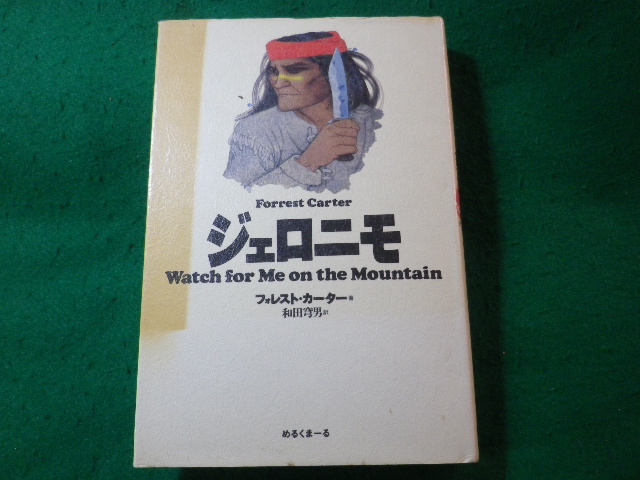 Forrest Carter
ジェロニモ
Watch for Me on the Mountain
フォレスト・カーター著
和田穹男訳
めるくまーる